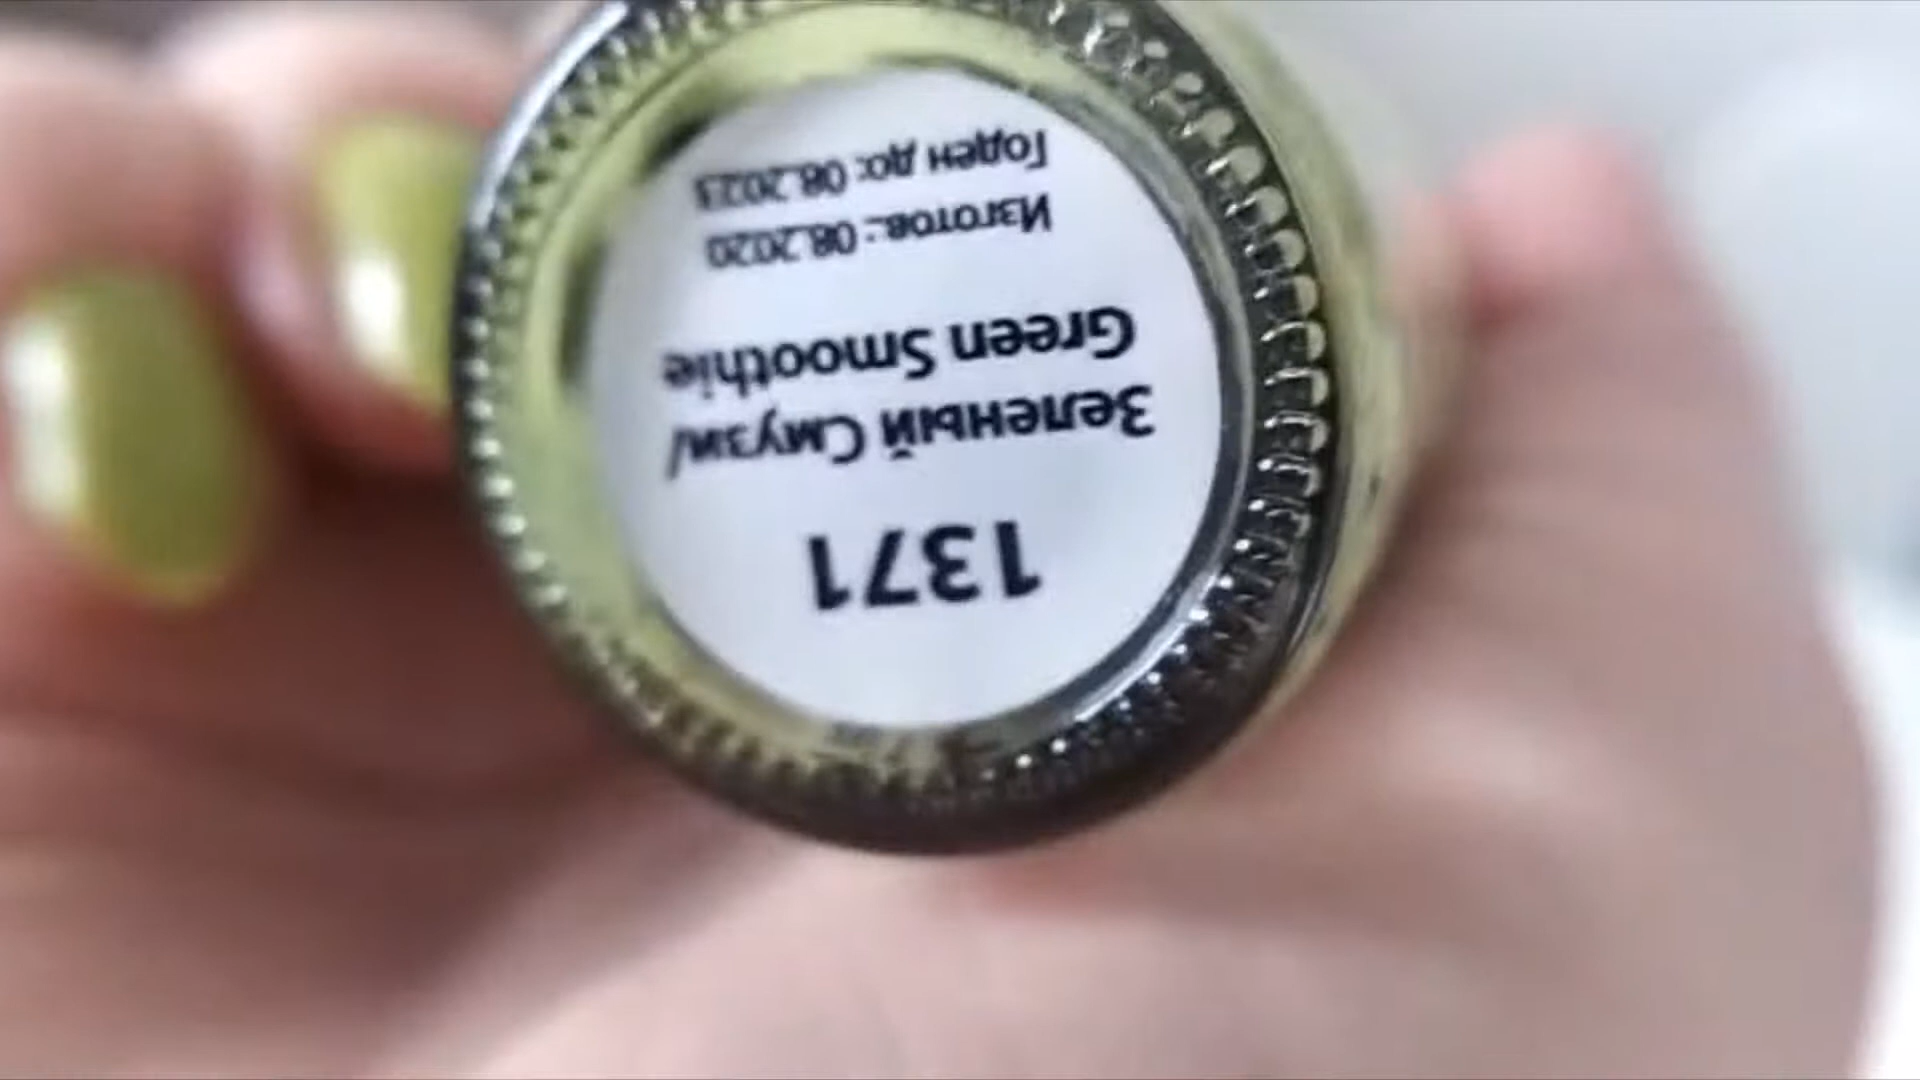 1371
Зеленый Смузи/
Green Smoothie
Изготов.: 08.2020
Годен до: 08.2023